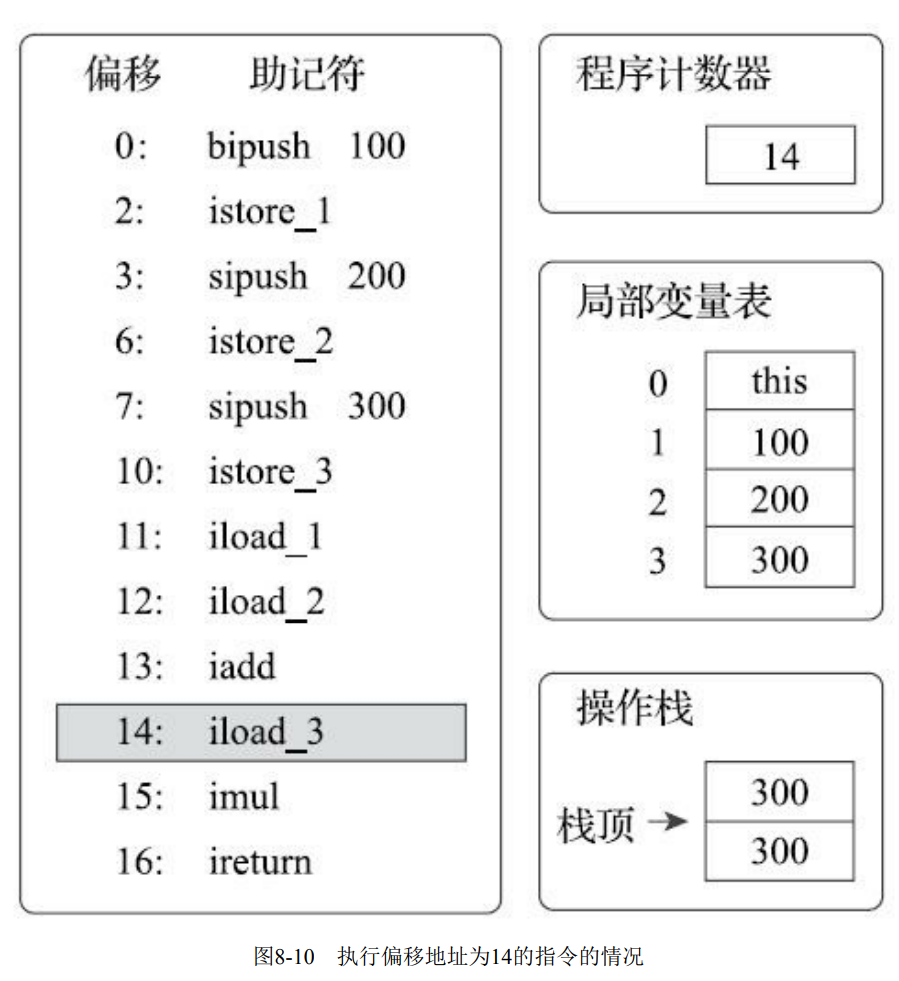 偏移 助记符
0: bipush 100
2: istore_1
3: sipush 200
6: istore_2
7: sipush 300
10: istore_3
11: iload_1
12: iload_2
13: iadd
14: iload_3
15: imul
16: ireturn
程序计数器
14
局部变量表
0 this
1 100
2 200
3 300
操作栈
300
栈顶
300
图8-10 执行偏移地址为14的指令的情况